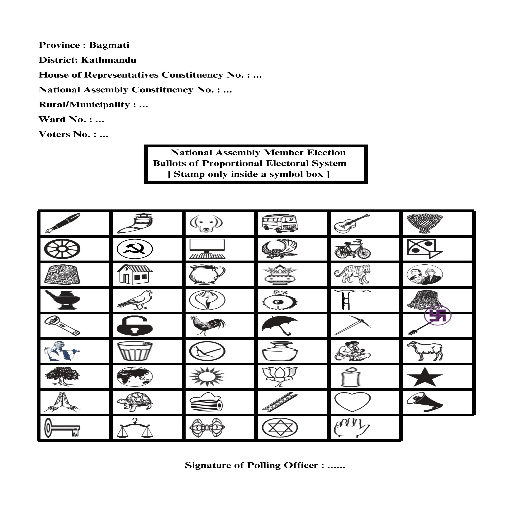 Province : Bagmati
District: Kathmandu
House of Representatives Constituency No. : ...
National Assembly Constituency No. : ...
Rural/Municipality : ...
Ward No. : ...
Voters No. : ...
National Assembly Member Election
Ballots of Proportional Electoral System
[ Stamp only inside a symbol box ]
Signature of Polling Officer : ......